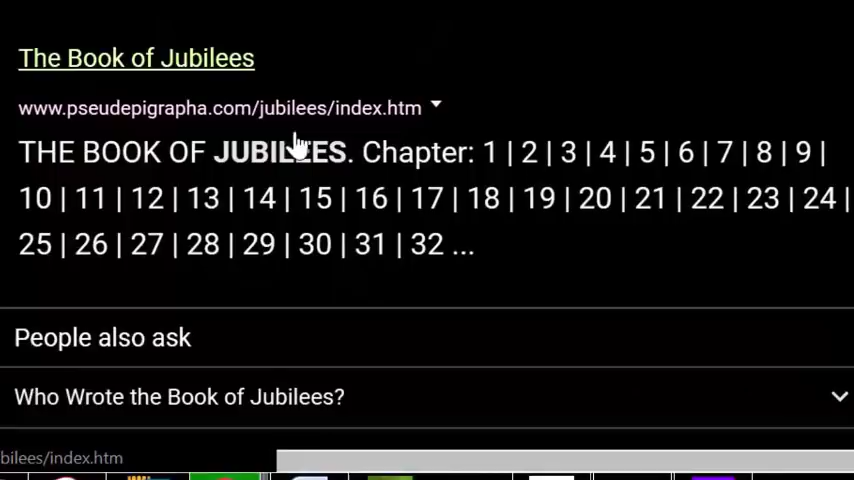 The Book of Jubilees
www.pseudepigrapha.com/jubilees/index.htm
THE BOOK OF JUBILEES. Chapter: 1 | 2 | 3 | 4 | 5 | 6 | 7 | 8 | 9 |
10 | 11 | 12 | 13 | 14 | 15 | 16 | 17 | 18 | 19 | 20 | 21 | 22 | 23 | 24 |
25 | 26 | 27 | 28 | 29 | 30 | 31 | 32 ...
People also ask
Who Wrote the Book of Jubilees?
bilees/index.htm